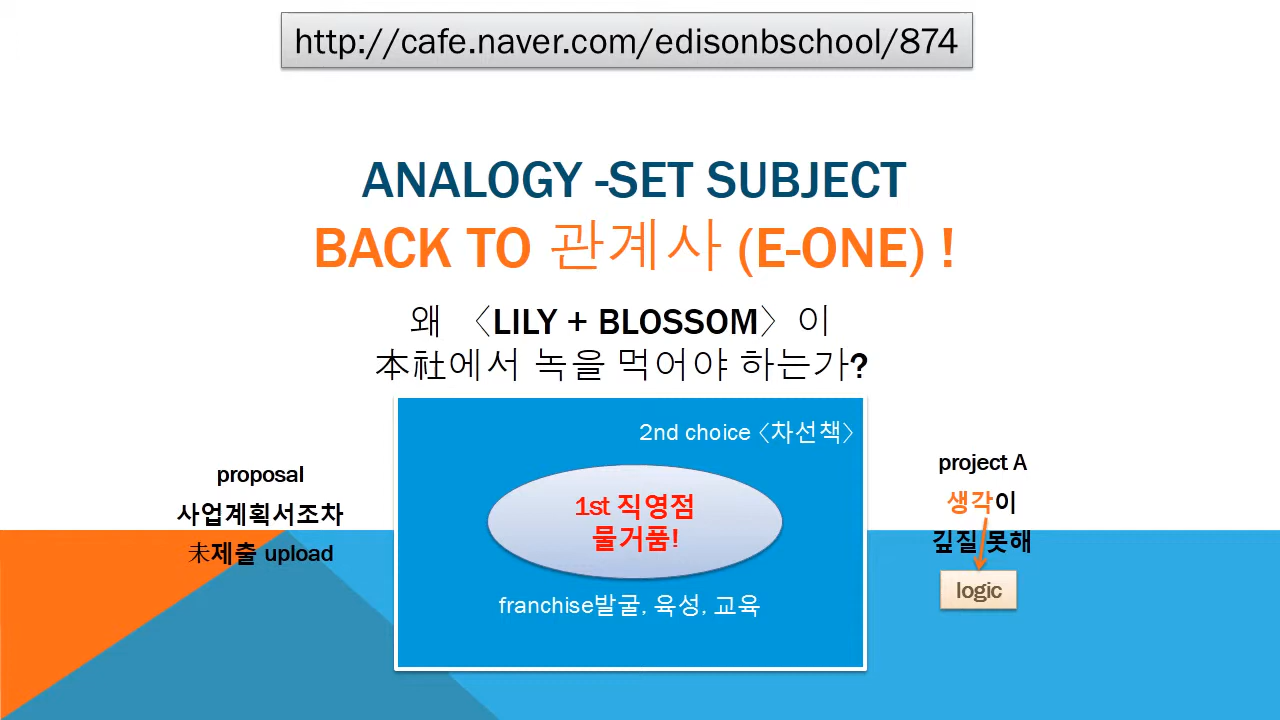 http://cafe.naver.com/edisonbschool/874
ANALOGY -SET SUBJECT
BACK TO 관계사 (E-ONE) !
왜 〈LILY + BLOSSOM〉이
本社에서 녹을 먹어야 하는가?
2nd choice 〈차선책〉
1st 직영점
물거품!
franchise발굴, 육성, 교육
proposal
사업계획서조차
未제출 upload
project A
생각이
깊질 못해
logic